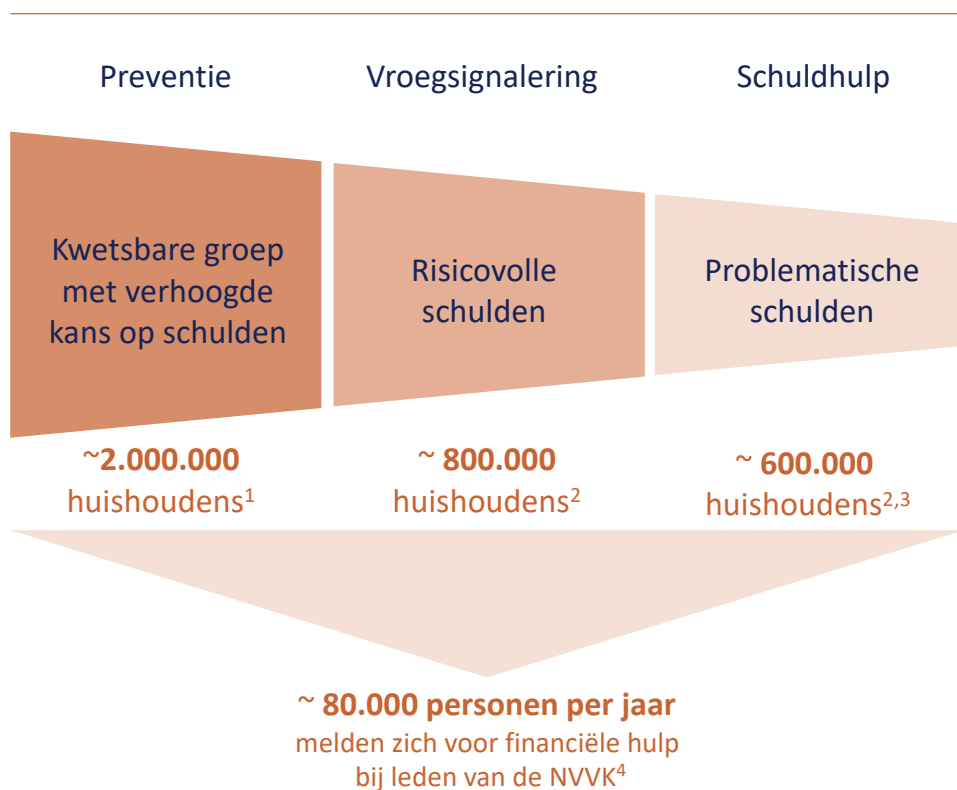 Preventie
Vroegsignalering
Schuldhulp
Kwetsbare groep
met verhoogde
kans op schulden
Risicovolle
schulden
Problematische
schulden
~2.000.000
huishoudens¹
~ 800.000
huishoudens²
~ 600.000
huishoudens²,³
~ 80.000 personen per jaar
melden zich voor financiële hulp
bij leden van de NVVK⁴